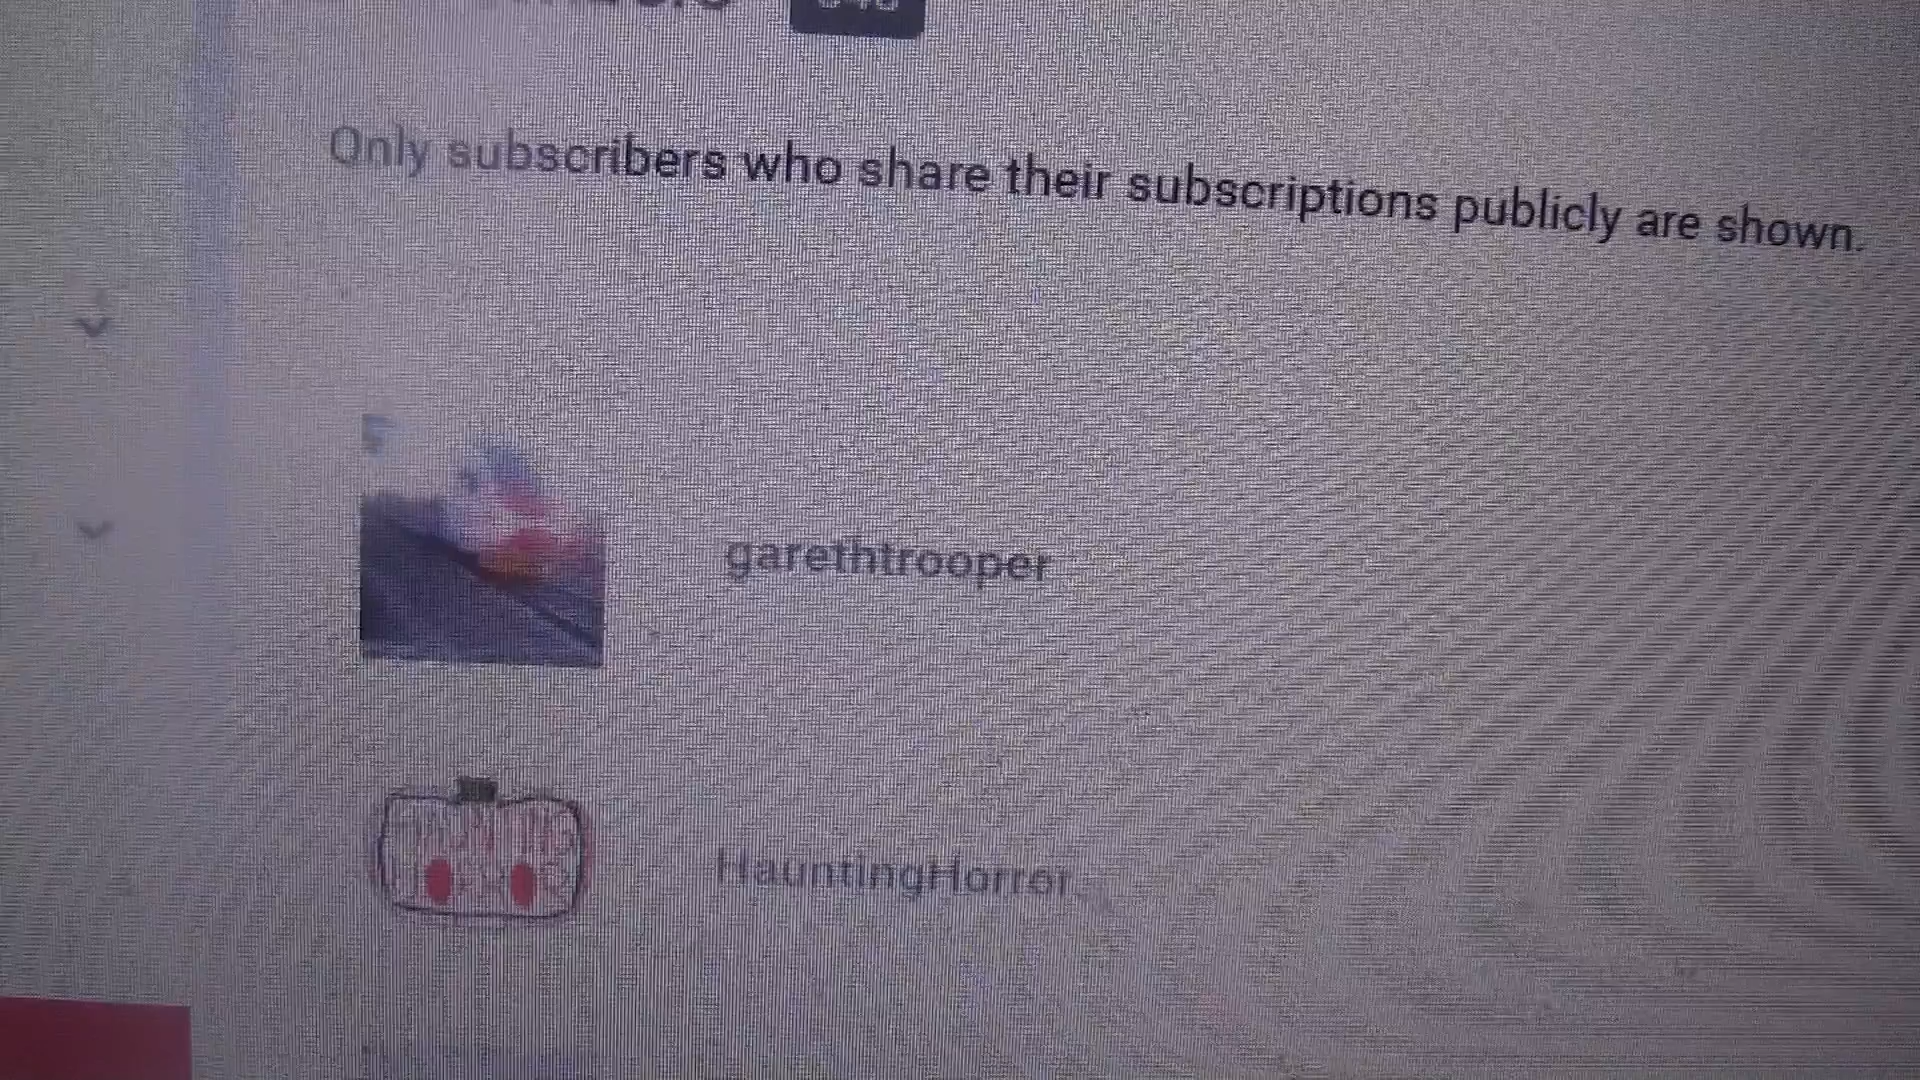 Only subscribers who share their subscriptions publicly are shown.
garethtrooper
HauntingHorror